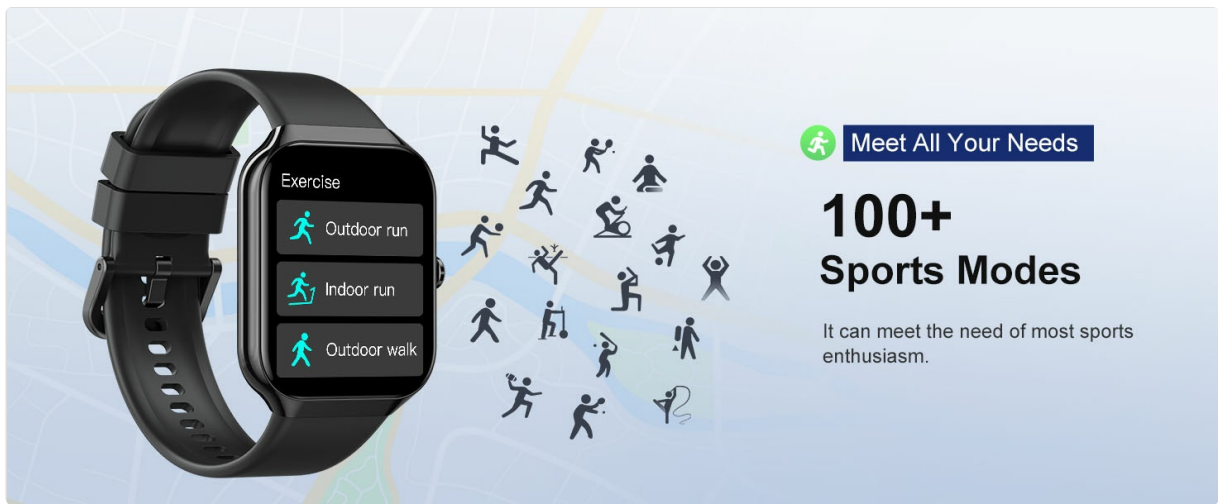 Exercise
Outdoor run
Indoor run
Outdoor walk
Meet All Your Needs
100+
Sports Modes
It can meet the need of most sports
enthusiasm.